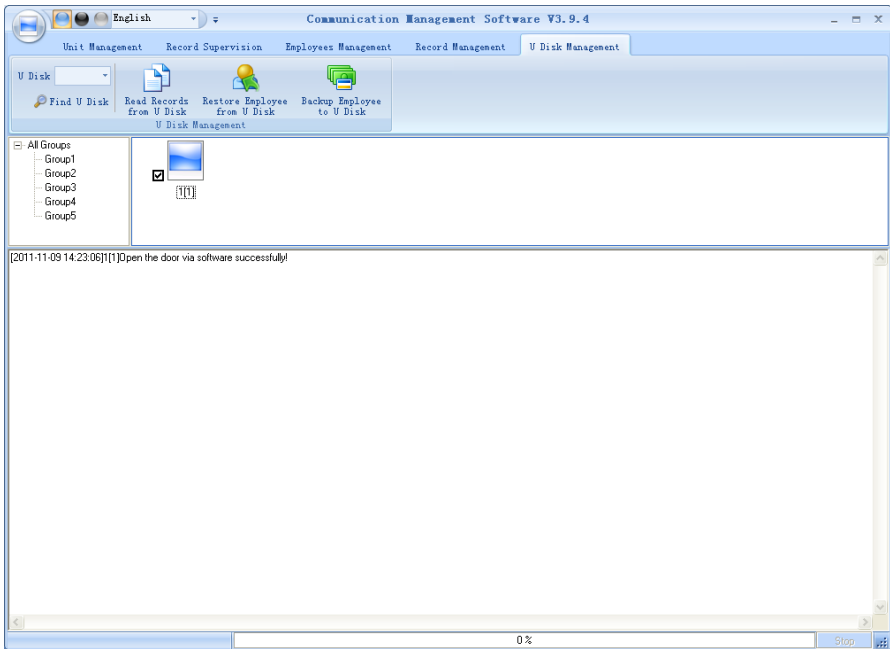 English
Communication Management Software V3.9.4
Unit Management Record Supervision Employees Management Record Management U Disk Management
U Disk
Find U Disk
Read Records
from U Disk
Restore Employee
from U Disk
Backup Employee
to U Disk
U Disk Management
All Groups
Group1
Group2
Group3
Group4
Group5
1[1]
[2011-11-09 14:23:06]1[1]Open the door via software successfully!
0%
Stop